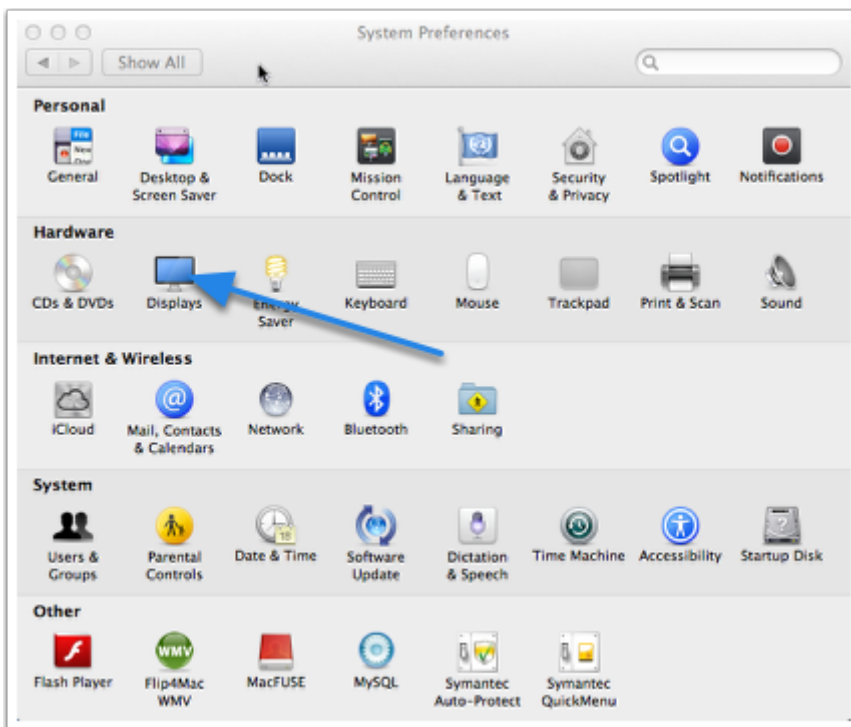 System Preferences
Show All
Personal
General
Desktop & Screen Saver
Dock
Mission Control
Language & Text
Security & Privacy
Spotlight
Notifications
Hardware
CDs & DVDs
Displays
Energy Saver
Keyboard
Mouse
Trackpad
Print & Scan
Sound
Internet & Wireless
iCloud
Mail, Contacts & Calendars
Network
Bluetooth
Sharing
System
Users & Groups
Parental Controls
18
Date & Time
Software Update
Dictation & Speech
Time Machine
Accessibility
Startup Disk
Other
Flash Player
WMV
Flip4Mac WMV
MacFUSE
MySQL
Symantec Auto-Protect
Symantec QuickMenu